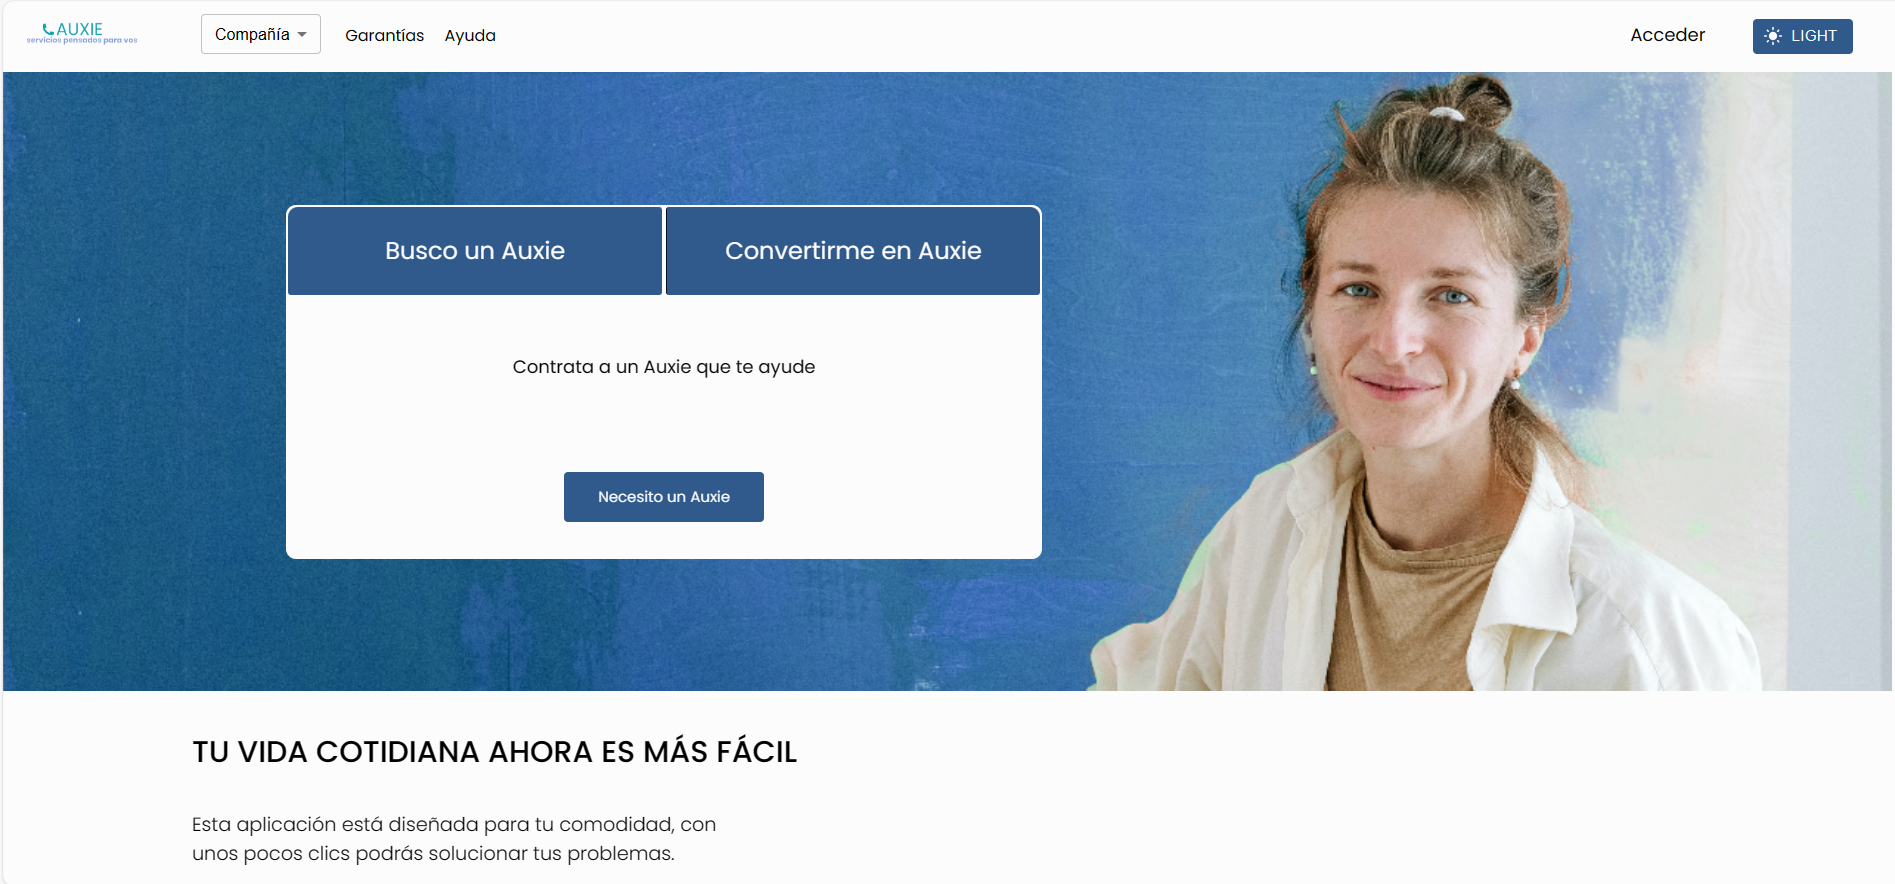 AUXIE
servicios pensados para vos
Compañía
Garantías
Ayuda
Acceder
LIGHT
Busco un Auxie
Convertirme en Auxie
Contrata a un Auxie que te ayude
Necesito un Auxie
TU VIDA COTIDIANA AHORA ES MÁS FÁCIL
Esta aplicación está diseñada para tu comodidad, con
unos pocos clics podrás solucionar tus problemas.